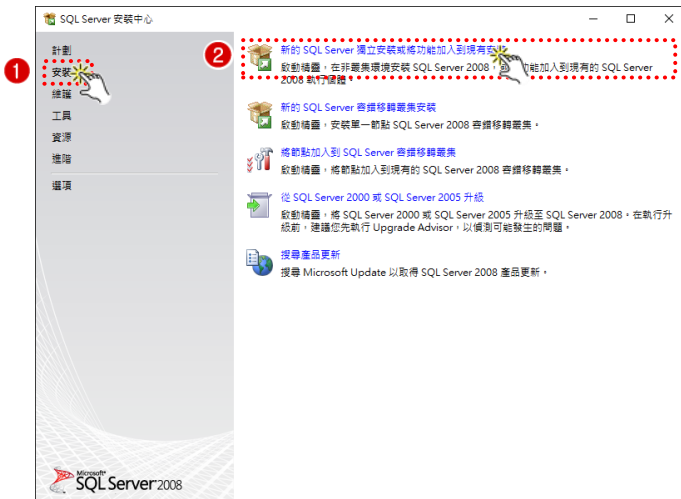 SQL Server 安裝中心
計劃
1
安裝
維護
工具
資源
進階
選項
2
新的 SQL Server 獨立安裝或將功能加入到現有安
啟動精靈，在非叢集環境安裝 SQL Server 2008，或 功能加入到現有的 SQL Server
2008 執行個體。
新的 SQL Server 容錯移轉叢集安裝
啟動精靈，安裝單一節點 SQL Server 2008 容錯移轉叢集。
將節點加入到 SQL Server 容錯移轉叢集
啟動精靈，將節點加入到現有的 SQL Server 2008 容錯移轉叢集。
從 SQL Server 2000 或 SQL Server 2005 升級
啟動精靈，將 SQL Server 2000 或 SQL Server 2005 升級至 SQL Server 2008。在執行升
級前，建議您先執行 Upgrade Advisor，以偵測可能發生的問題。
搜尋產品更新
搜尋 Microsoft Update 以取得 SQL Server 2008 產品更新。
Microsoft
SQL Server 2008